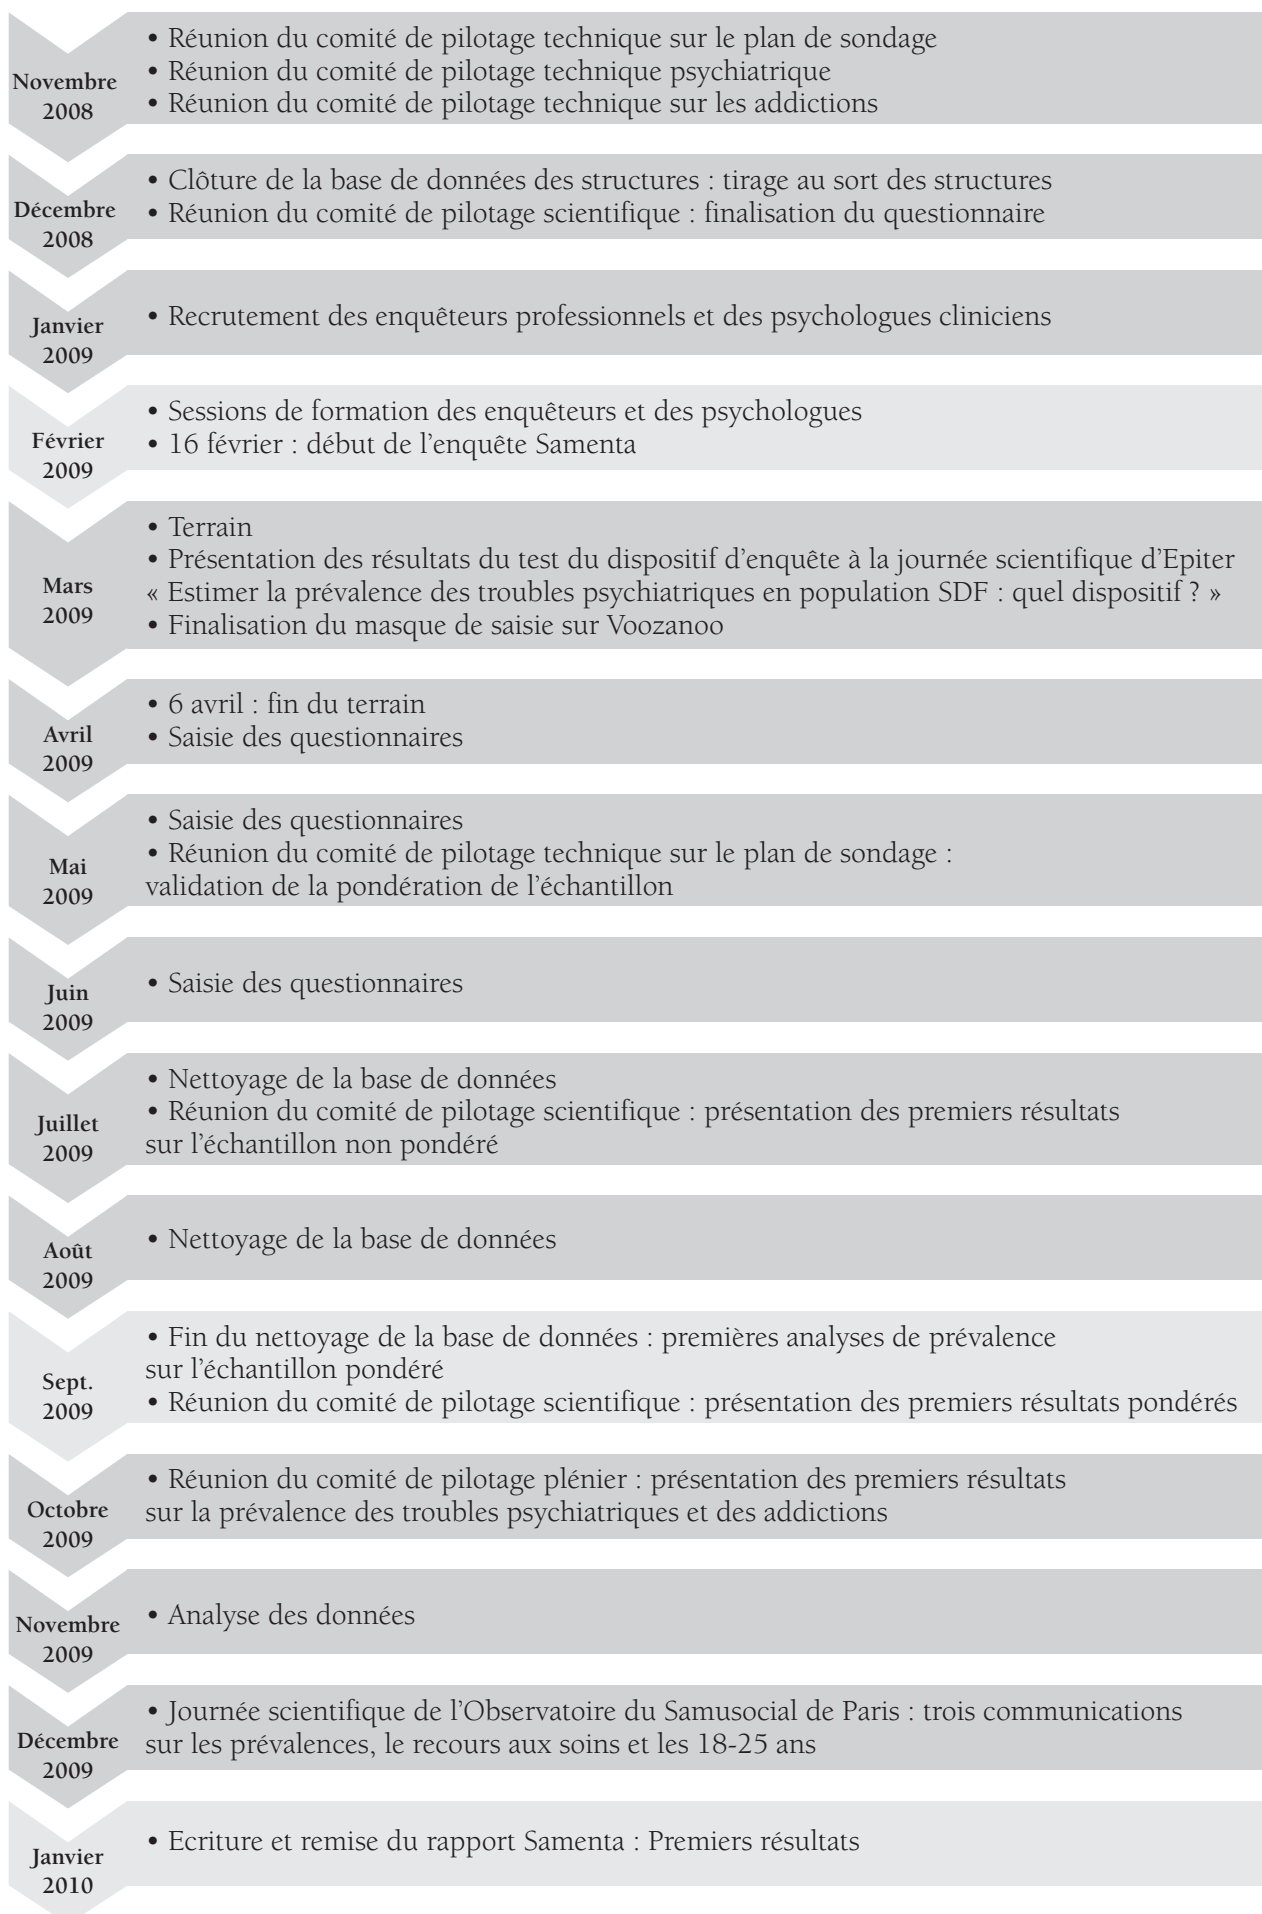 Novembre
2008
• Réunion du comité de pilotage technique sur le plan de sondage
• Réunion du comité de pilotage technique psychiatrique
• Réunion du comité de pilotage technique sur les addictions
Décembre
2008
• Clôture de la base de données des structures : tirage au sort des structures
• Réunion du comité de pilotage scientifique : finalisation du questionnaire
Janvier
2009
• Recrutement des enquêteurs professionnels et des psychologues cliniciens
Février
2009
• Sessions de formation des enquêteurs et des psychologues
• 16 février : début de l'enquête Samenta
Mars
2009
• Terrain
• Présentation des résultats du test du dispositif d'enquête à la journée scientifique d'Epiter
« Estimer la prévalence des troubles psychiatriques en population SDF : quel dispositif ? »
• Finalisation du masque de saisie sur Voozanoo
Avril
2009
• 6 avril : fin du terrain
• Saisie des questionnaires
Mai
2009
• Saisie des questionnaires
• Réunion du comité de pilotage technique sur le plan de sondage :
validation de la pondération de l'échantillon
Juin
2009
• Saisie des questionnaires
Juillet
2009
• Nettoyage de la base de données
• Réunion du comité de pilotage scientifique : présentation des premiers résultats
sur l'échantillon non pondéré
Août
2009
• Nettoyage de la base de données
Sept.
2009
• Fin du nettoyage de la base de données : premières analyses de prévalence
sur l'échantillon pondéré
• Réunion du comité de pilotage scientifique : présentation des premiers résultats pondérés
Octobre
2009
• Réunion du comité de pilotage plénier : présentation des premiers résultats
sur la prévalence des troubles psychiatriques et des addictions
Novembre
2009
• Analyse des données
Décembre
2009
• Journée scientifique de l'Observatoire du Samusocial de Paris : trois communications
sur les prévalences, le recours aux soins et les 18-25 ans
Janvier
2010
• Ecriture et remise du rapport Samenta : Premiers résultats